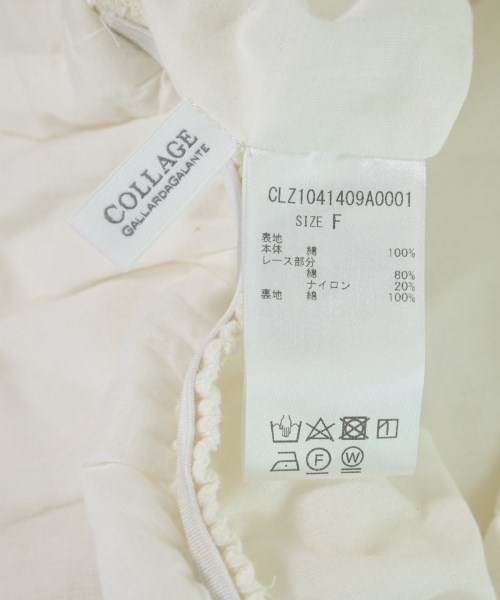 COLLAGE
GALLARDAGALANTE
CLZ1041409A0001
SIZE F
表地
本体 綿 100%
レース部分
綿 80%
ナイロン 20%
裏地 綿 100%
F W